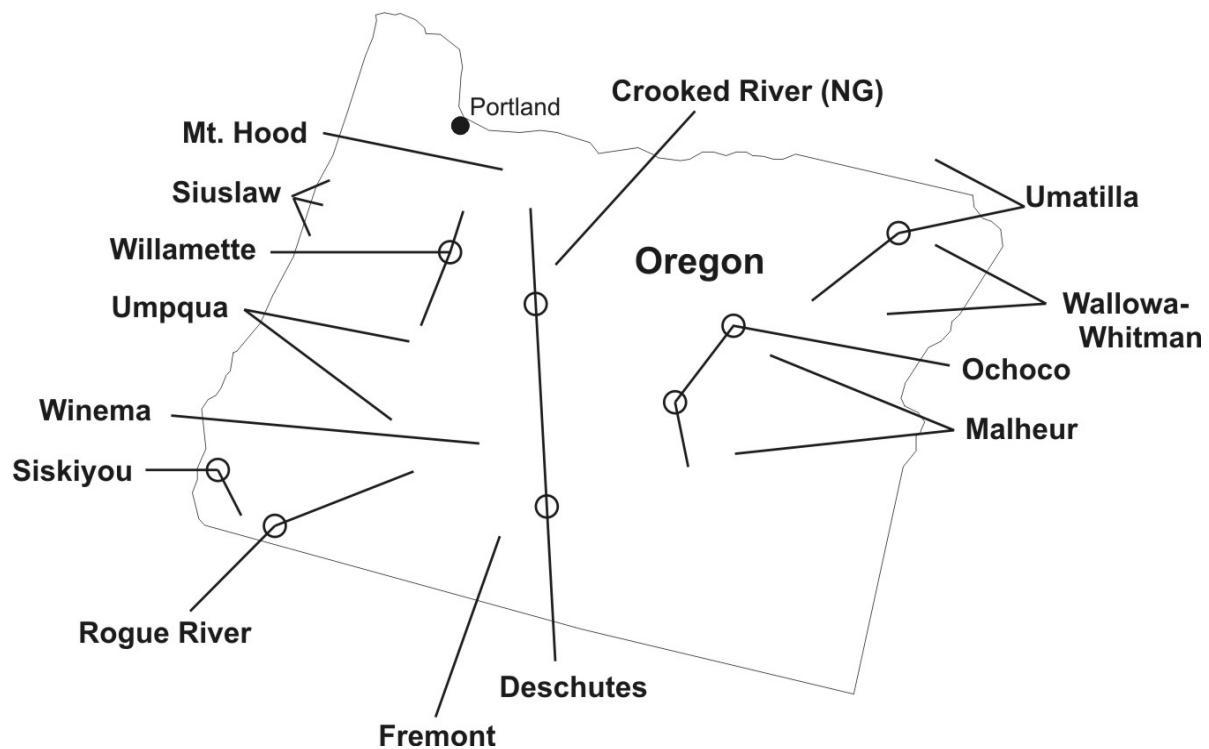 Crooked River (NG)
Portland
Mt. Hood
Siuslaw
Umatilla
Willamette
Oregon
Umpqua
Wallowa-
Whitman
Ochoco
Winema
Malheur
Siskiyou
Rogue River
Deschutes
Fremont